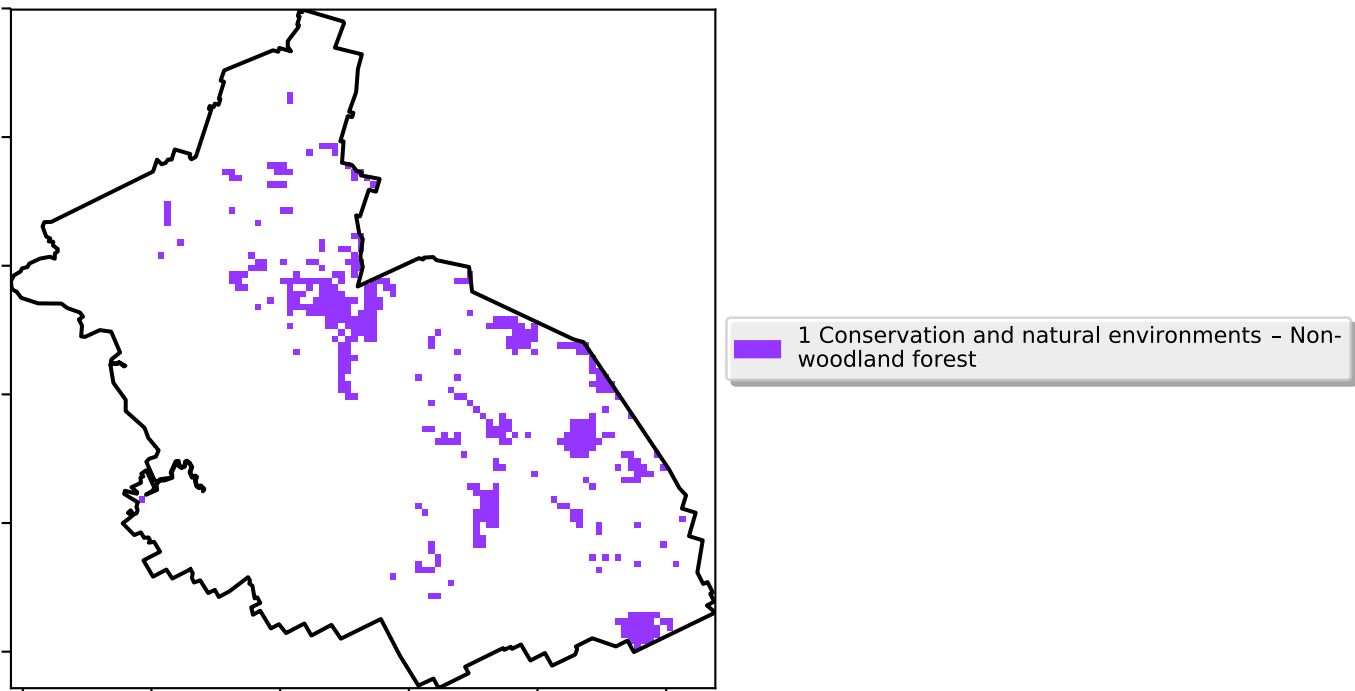 1 Conservation and natural environments – Non-
woodland forest